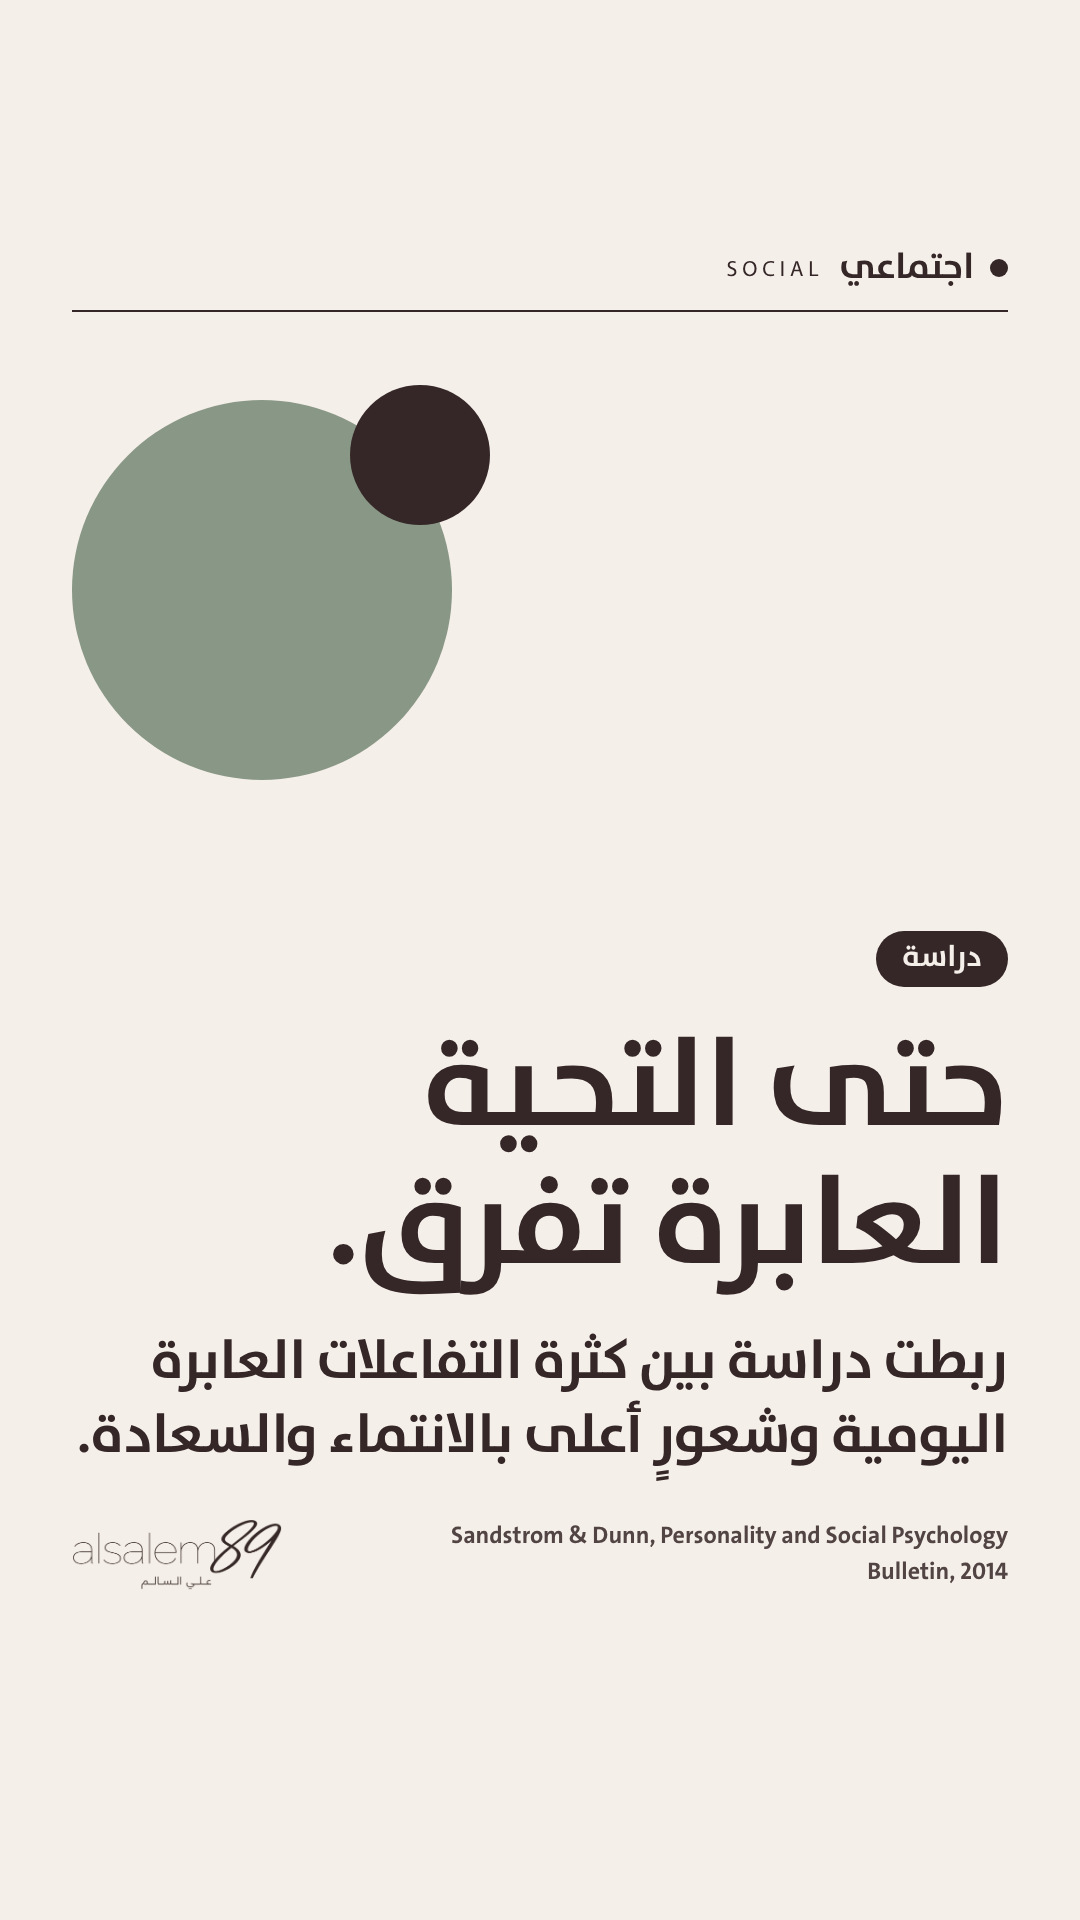 اجتماعي SOCIAL
دراسة
حتى التحية
العابرة تفرق.
ربطت دراسة بين كثرة التفاعلات العابرة
اليومية وشعورٍ أعلى بالانتماء والسعادة.
Sandstrom & Dunn, Personality and Social Psychology
Bulletin, 2014
alsalem89
علي السالم